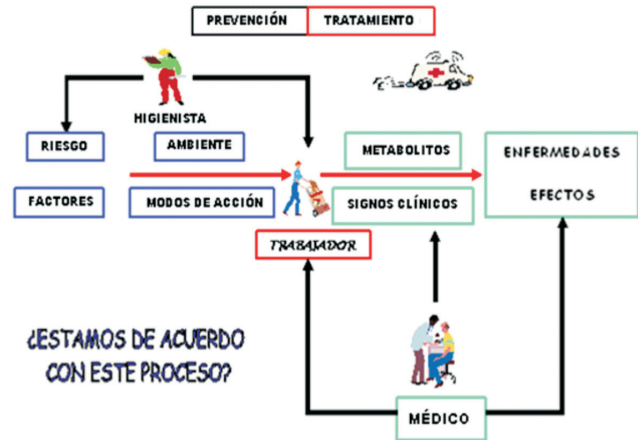 PREVENCIÓN TRATAMIENTO
HIGIENISTA
RIESGO AMBIENTE METABOLITOS ENFERMEDADES
FACTORES MODOS DE ACCIÓN SIGNOS CLÍNICOS EFECTOS
TRABAJADOR
¿ESTAMOS DE ACUERDO
CON ESTE PROCESO?
MÉDICO